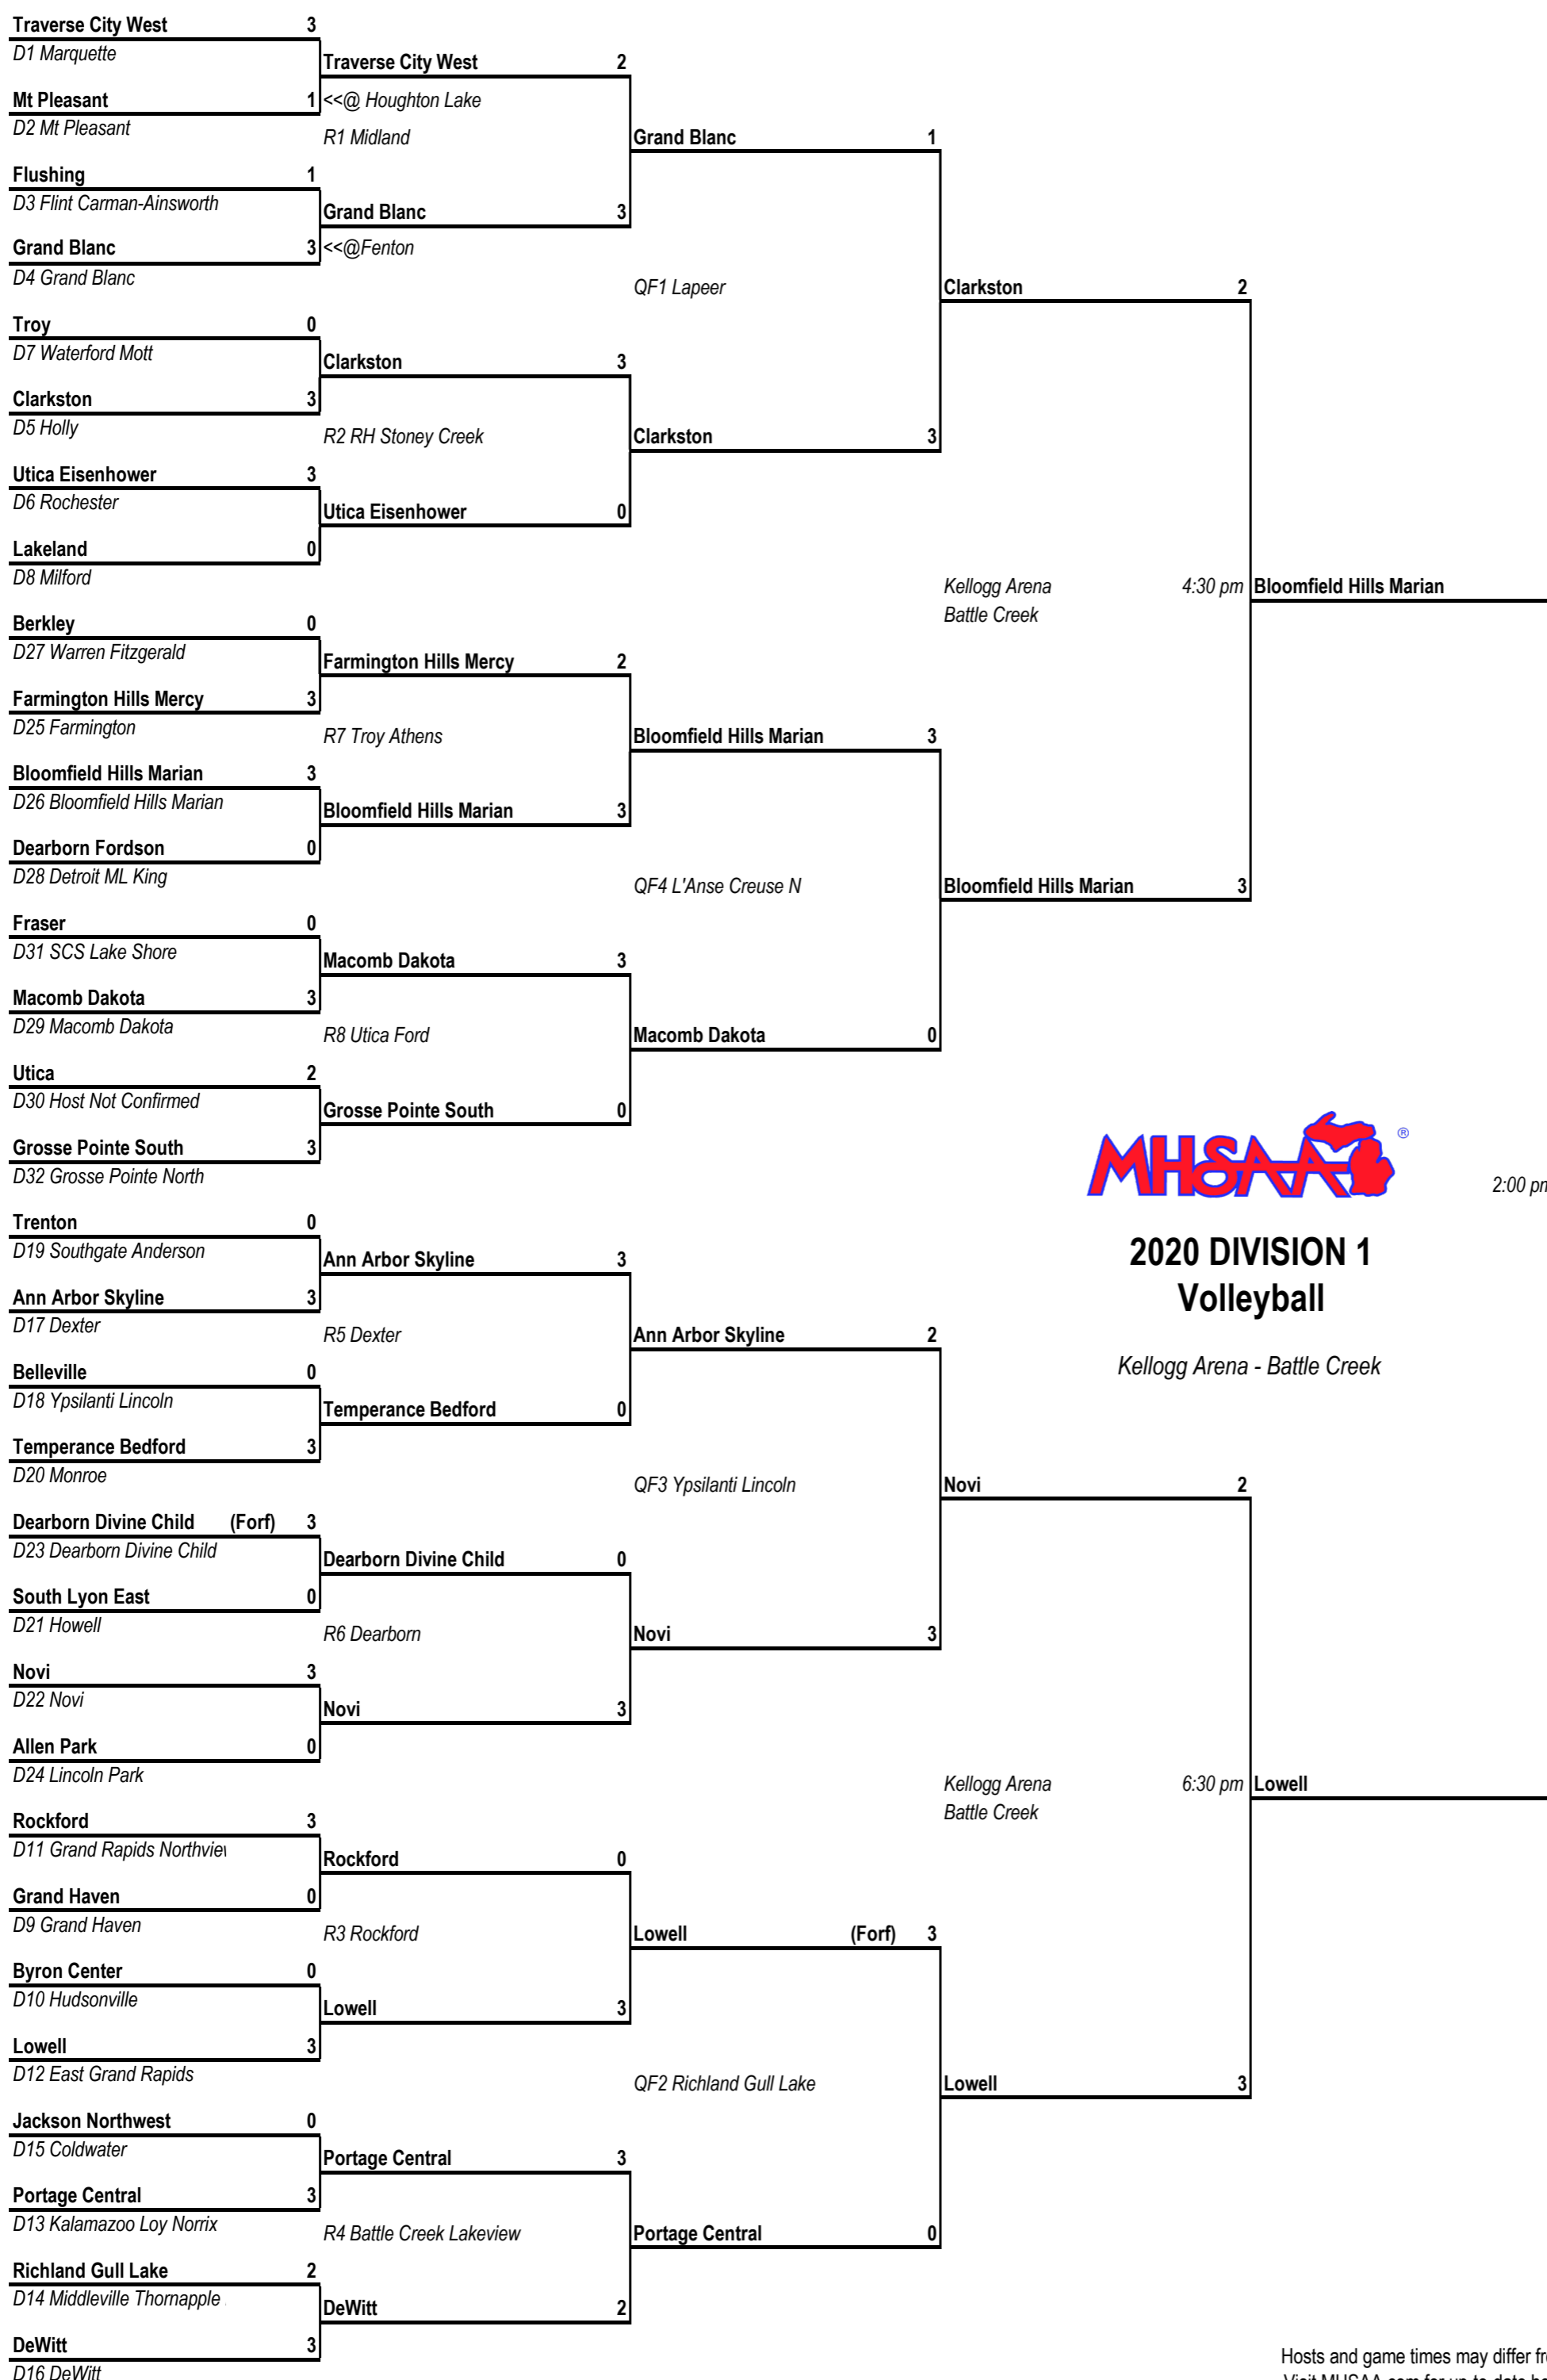 Traverse City West 3
D1 Marquette
Traverse City West 2
Mt Pleasant 1 <<@ Houghton Lake
D2 Mt Pleasant
R1 Midland
Grand Blanc 1
Flushing 1
D3 Flint Carman-Ainsworth
Grand Blanc 3
Grand Blanc 3 <<@Fenton
D4 Grand Blanc
QF1 Lapeer
Clarkston 2
Troy 0
D7 Waterford Mott
Clarkston 3
Clarkston 3
D5 Holly
R2 RH Stoney Creek
Clarkston 3
Utica Eisenhower 3
D6 Rochester
Utica Eisenhower 0
Lakeland 0
D8 Milford
Kellogg Arena 4:30 pm Bloomfield Hills Marian
Battle Creek
Berkley 0
D27 Warren Fitzgerald
Farmington Hills Mercy 2
Farmington Hills Mercy 3
D25 Farmington
R7 Troy Athens
Bloomfield Hills Marian 3
Bloomfield Hills Marian 3
D26 Bloomfield Hills Marian
Bloomfield Hills Marian 3
Dearborn Fordson 0
D28 Detroit ML King
QF4 L'Anse Creuse N
Bloomfield Hills Marian 3
Fraser 0
D31 SCS Lake Shore
Macomb Dakota 3
Macomb Dakota 3
D29 Macomb Dakota
R8 Utica Ford
Macomb Dakota 0
Utica 2
D30 Host Not Confirmed
Grosse Pointe South 0
Grosse Pointe South 3
D32 Grosse Pointe North
MHSAA ®
2:00 pm
Trenton 0
D19 Southgate Anderson
Ann Arbor Skyline 3
2020 DIVISION 1
Volleyball
Ann Arbor Skyline 3
D17 Dexter
R5 Dexter
Ann Arbor Skyline 2
Kellogg Arena - Battle Creek
Belleville 0
D18 Ypsilanti Lincoln
Temperance Bedford 0
Temperance Bedford 3
D20 Monroe
QF3 Ypsilanti Lincoln
Novi 2
Dearborn Divine Child (Forf) 3
D23 Dearborn Divine Child
Dearborn Divine Child 0
South Lyon East 0
D21 Howell
R6 Dearborn
Novi 3
Novi 3
D22 Novi
Novi 3
Allen Park 0
D24 Lincoln Park
Kellogg Arena 6:30 pm Lowell
Battle Creek
Rockford 3
D11 Grand Rapids Northview
Rockford 0
Grand Haven 0
D9 Grand Haven
R3 Rockford
Lowell (Forf) 3
Byron Center 0
D10 Hudsonville
Lowell 3
Lowell 3
D12 East Grand Rapids
QF2 Richland Gull Lake
Lowell 3
Jackson Northwest 0
D15 Coldwater
Portage Central 3
Portage Central 3
D13 Kalamazoo Loy Norrix
R4 Battle Creek Lakeview
Portage Central 0
Richland Gull Lake 2
D14 Middleville Thornapple
DeWitt 2
DeWitt 3
D16 DeWitt
Hosts and game times may differ
Visit MHSAA.com for up-to-date